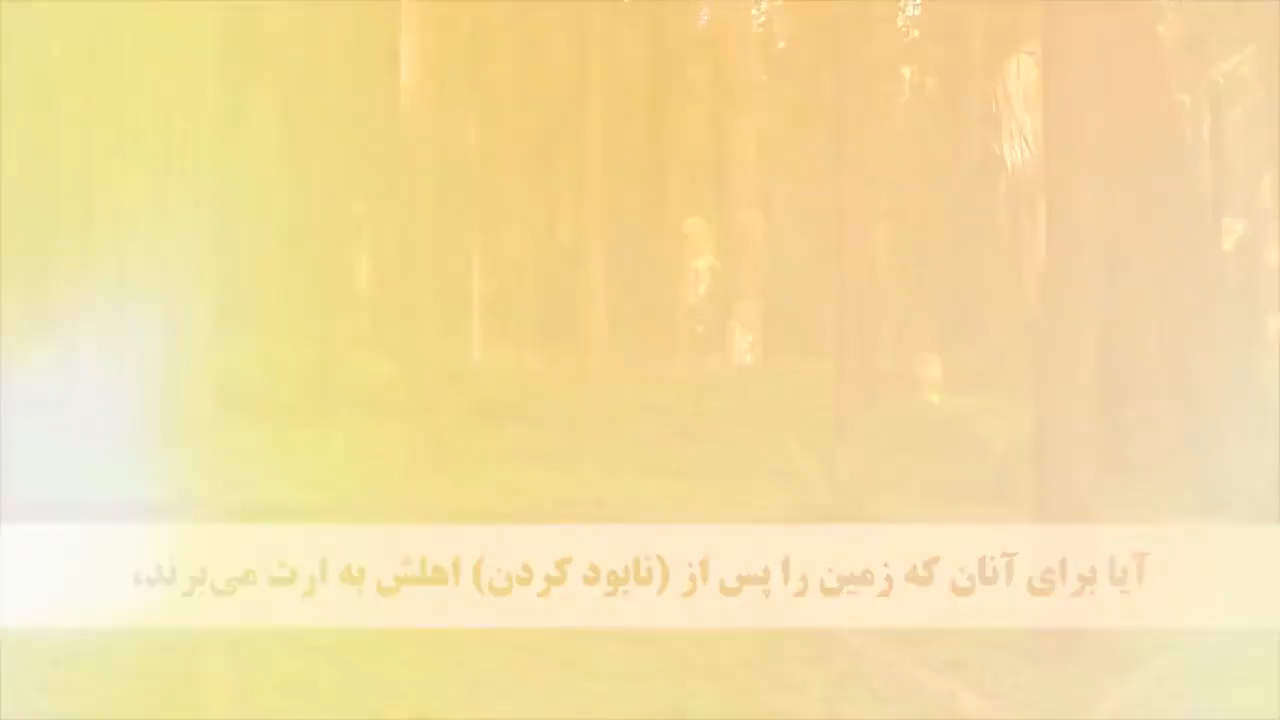 آیا برای آنان که زمین را پس از (نابود کردن) اهلش به ارث می‌برند،